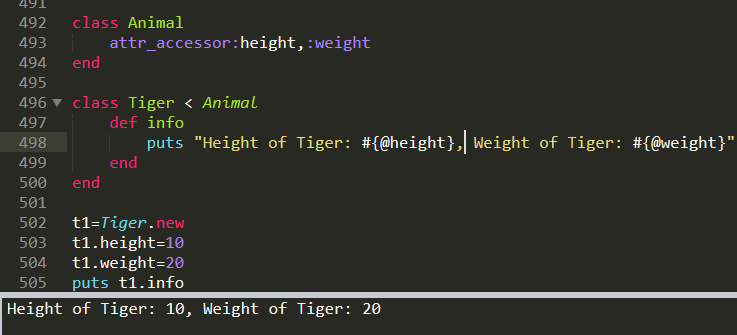 491
492 class Animal
493     attr_accessor:height,:weight
494 end
495
496 class Tiger < Animal
497     def info
498         puts "Height of Tiger: #{@height}, Weight of Tiger: #{@weight}"
499     end
500 end
501
502 t1=Tiger.new
503 t1.height=10
504 t1.weight=20
505 puts t1.info
Height of Tiger: 10, Weight of Tiger: 20